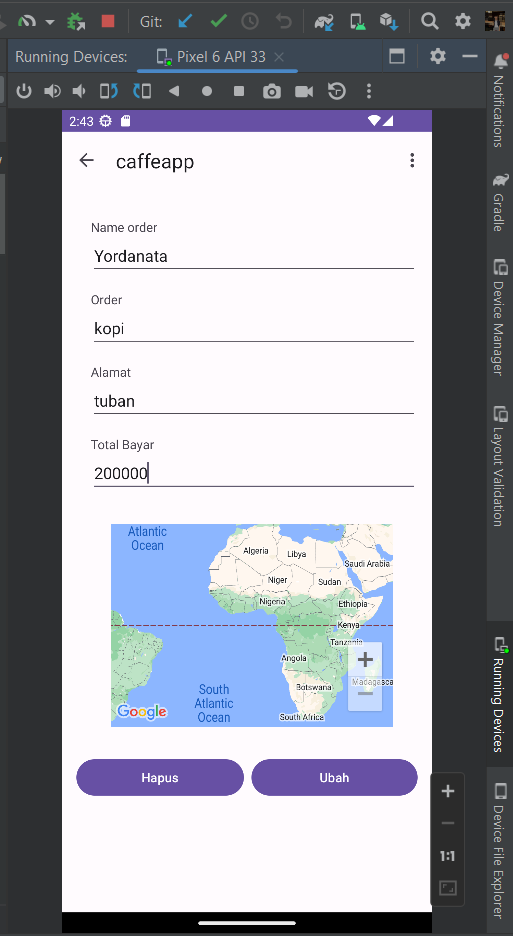 Git:
Running Devices:
Pixel 6 API 33
2:43
caffeapp
Name order
Yordanata
Order
kopi
Alamat
tuban
Total Bayar
200000
Atlantic
Ocean
Algeria
Libya
Saudi Arabia
Niger
Sudan
Nigeria
Ethiopia
Kenya
Tanzania
Angola
Botswana
Madagasca
South
Atlantic
Ocean
South Africa
Google
Hapus
Ubah
1:1
Notifications
Gradle
Device Manager
Layout Validation
Running Devices
Device File Explorer